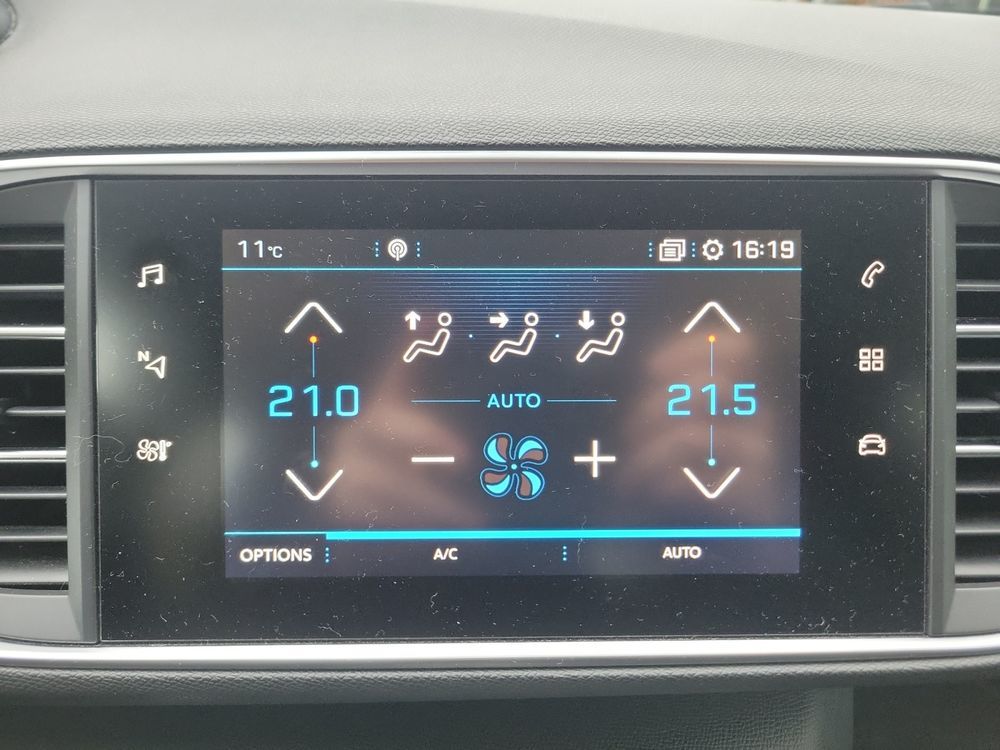 11°C 16:19
N
21.0 AUTO 21.5
OPTIONS A/C AUTO